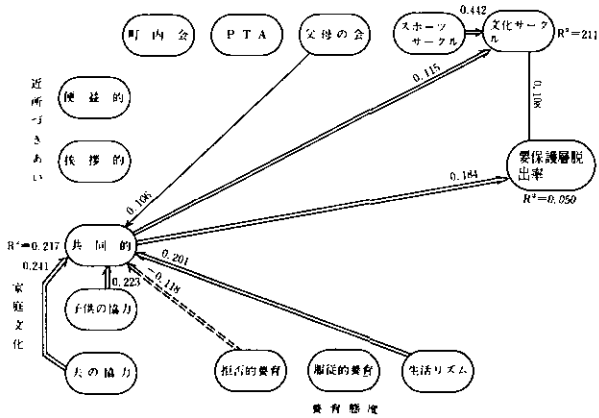 0.442
町内会
PTA
父母の会
スポーツ
サークル
文化サーク
ル
R²=211
0.115
近所づきあい
便益的
挨拶的
0.108
要保護層脱
出率
R²=0.050
0.184
0.106
R²=0.217
共同的
0.241
0.223
-0.118
0.201
家庭文化
子供の協力
夫の協力
拒否的養育
服従的養育
生活リズム
養育態度